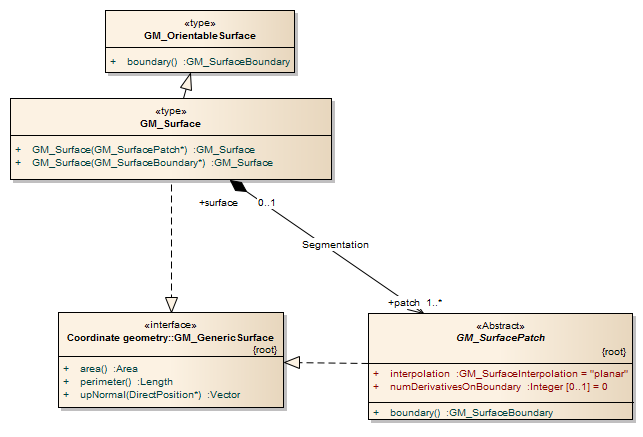 «type»
GM_OrientableSurface
+ boundary() :GM_SurfaceBoundary
«type»
GM_Surface
+ GM_Surface(GM_SurfacePatch*) :GM_Surface
+ GM_Surface(GM_SurfaceBoundary*) :GM_Surface
+surface 0..1
Segmentation
+patch 1..*
«interface»
Coordinate geometry::GM_GenericSurface
{root}
+ area() :Area
+ perimeter() :Length
+ upNormal(DirectPosition*) :Vector
«Abstract»
GM_SurfacePatch
{root}
+ interpolation :GM_SurfaceInterpolation = "planar"
+ numDerivativesOnBoundary :Integer [0..1] = 0
+ boundary() :GM_SurfaceBoundary